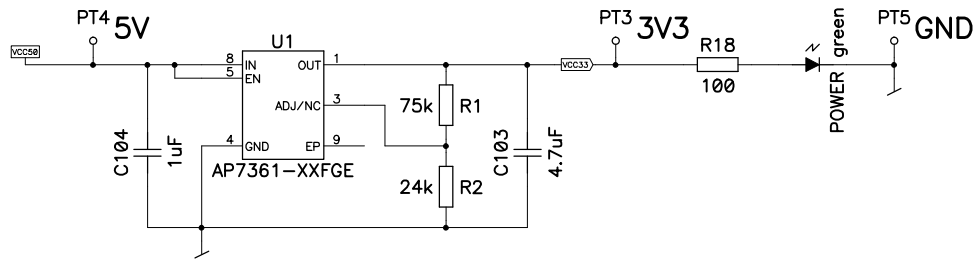 PT4 5V
PT3 3V3
PT5 GND
VCC50
U1
R18
POWER green
8 IN OUT 1
VCC33
5 EN
100
ADJ/NC 3
75k R1
C104 1uF
4 GND EP 9
C103 4.7uF
AP7361-XXFGE
24k R2